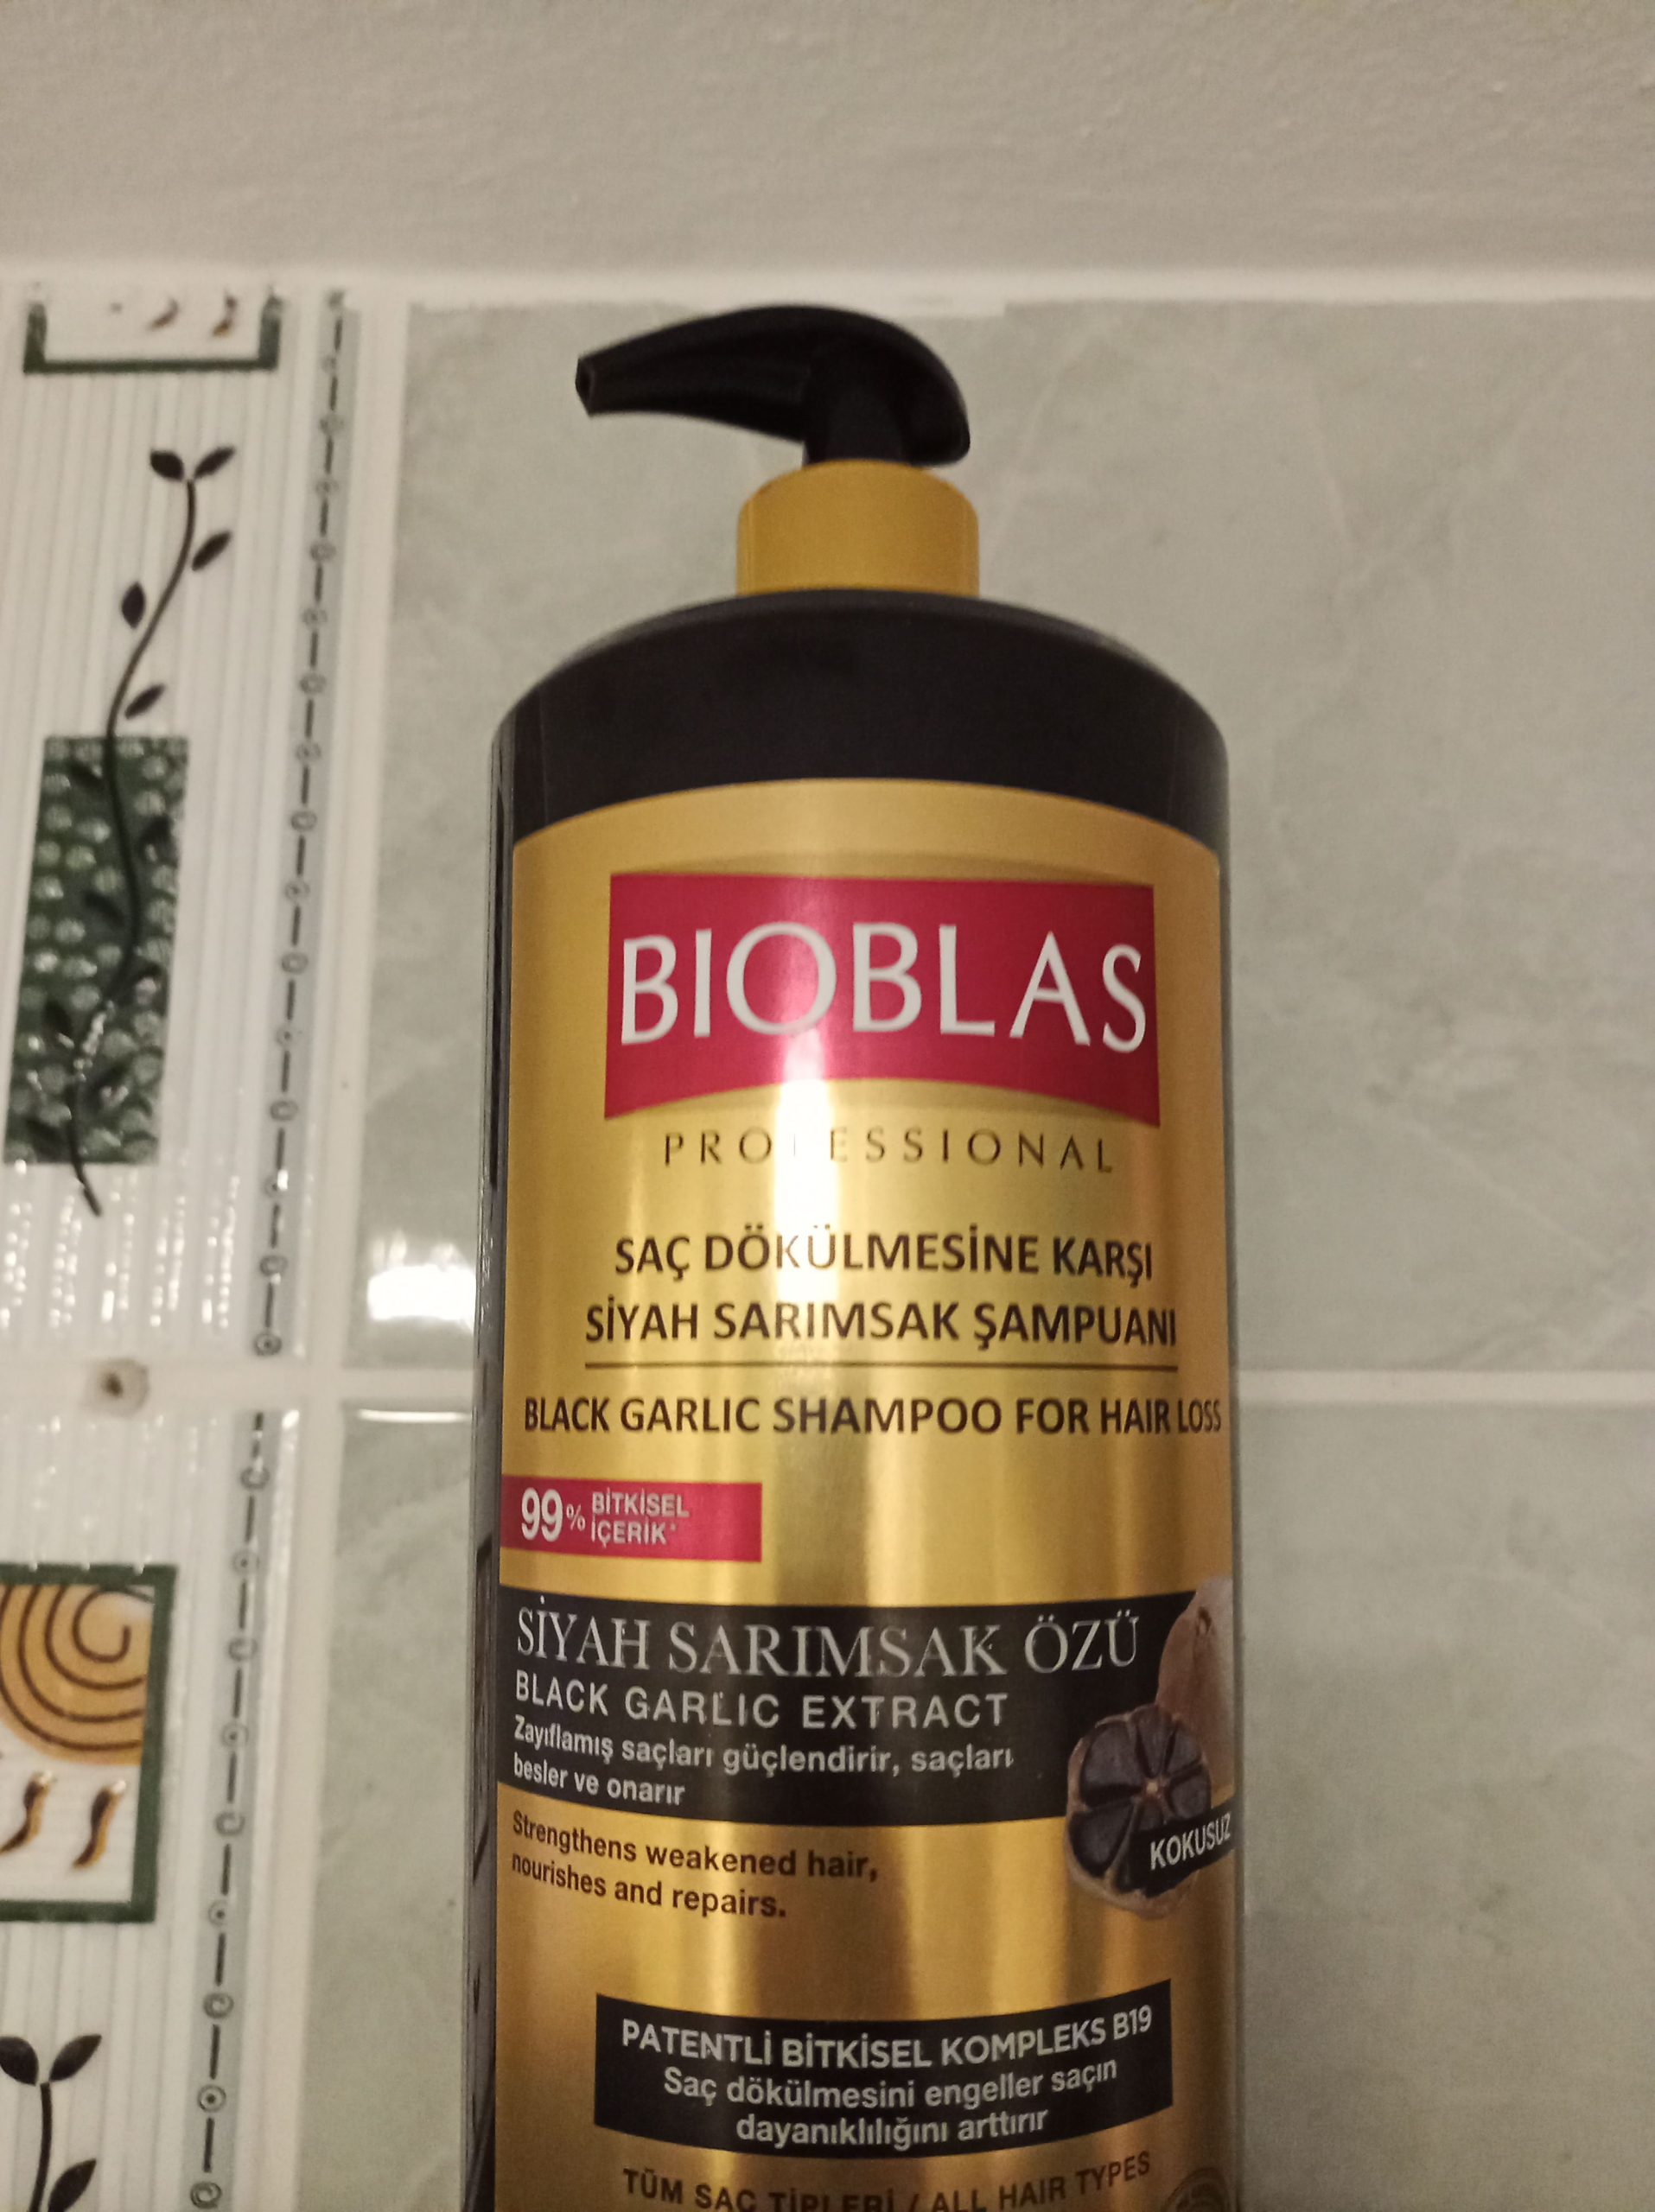 BIOBLAS
PROFESSIONAL
SAÇ DÖKÜLMESİNE KARŞI
SİYAH SARIMSAK ŞAMPUANI
BLACK GARLIC SHAMPOO FOR HAIR LOSS
99% BİTKİSEL
İÇERİK*
SİYAH SARIMSAK ÖZÜ
BLACK GARLIC EXTRACT
Zayıflamış saçları güçlendirir, saçları
besler ve onarır
KOKUSUZ
Strengthens weakened hair,
nourishes and repairs.
PATENTLİ BİTKİSEL KOMPLEKS B19
Saç dökülmesini engeller saçın
dayanıklılığını arttırır
TÜM SAÇ TİPLERİ / ALL HAIR TYPES